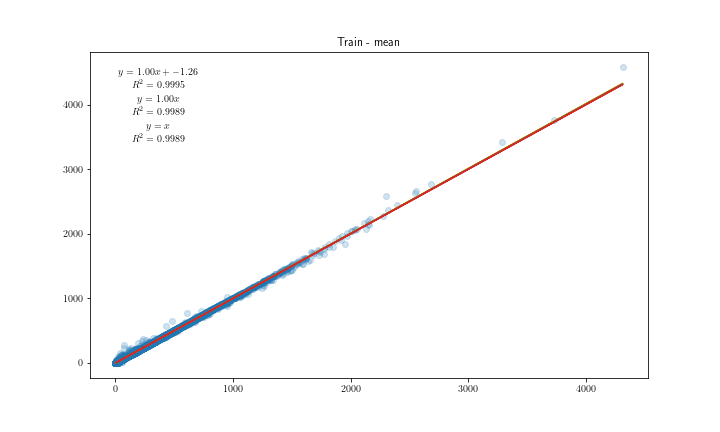 Train - mean
y = 1.00x + −1.26
R² = 0.9995
y = 1.00x
R² = 0.9989
y = x
R² = 0.9989
4000
3000
2000
1000
0
0 1000 2000 3000 4000